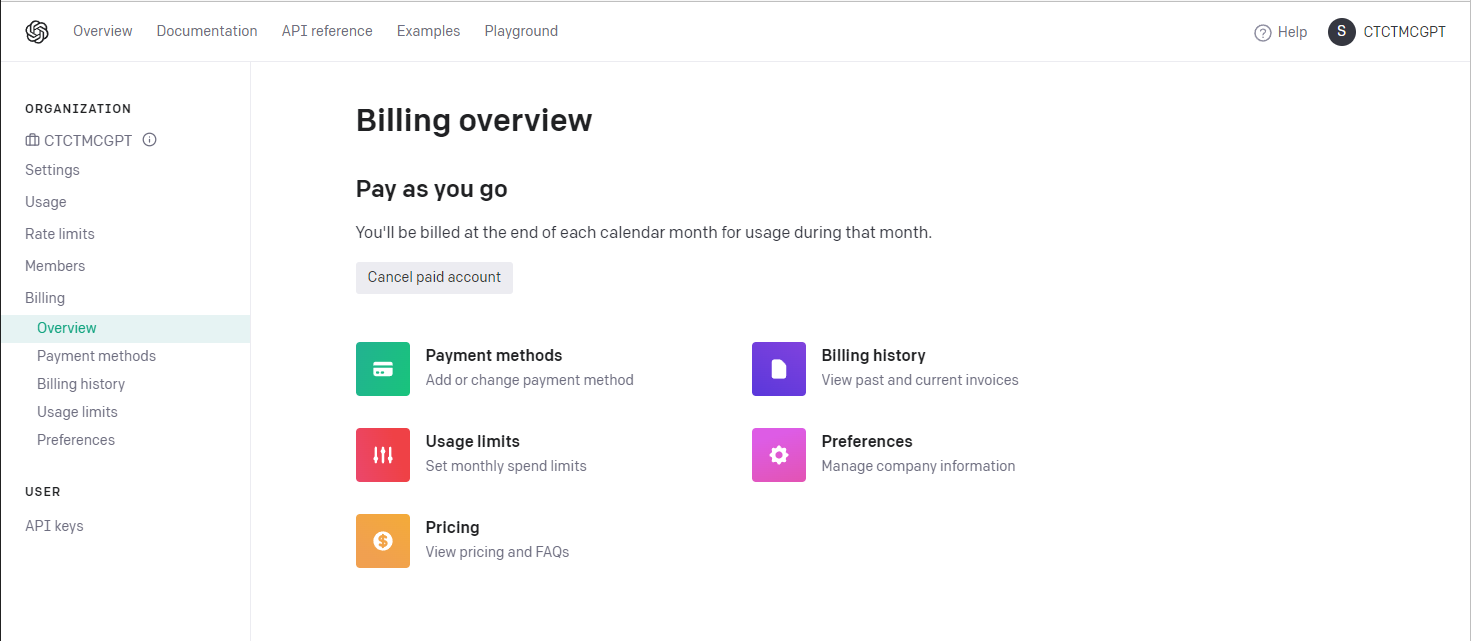 Overview Documentation API reference Examples Playground Help S CTCTMCGPT
ORGANIZATION
CTCTMCGPT
Settings
Usage
Rate limits
Members
Billing
Overview
Payment methods
Billing history
Usage limits
Preferences
USER
API keys
Billing overview
Pay as you go
You'll be billed at the end of each calendar month for usage during that month.
Cancel paid account
Payment methods
Add or change payment method
Billing history
View past and current invoices
Usage limits
Set monthly spend limits
Preferences
Manage company information
Pricing
View pricing and FAQs